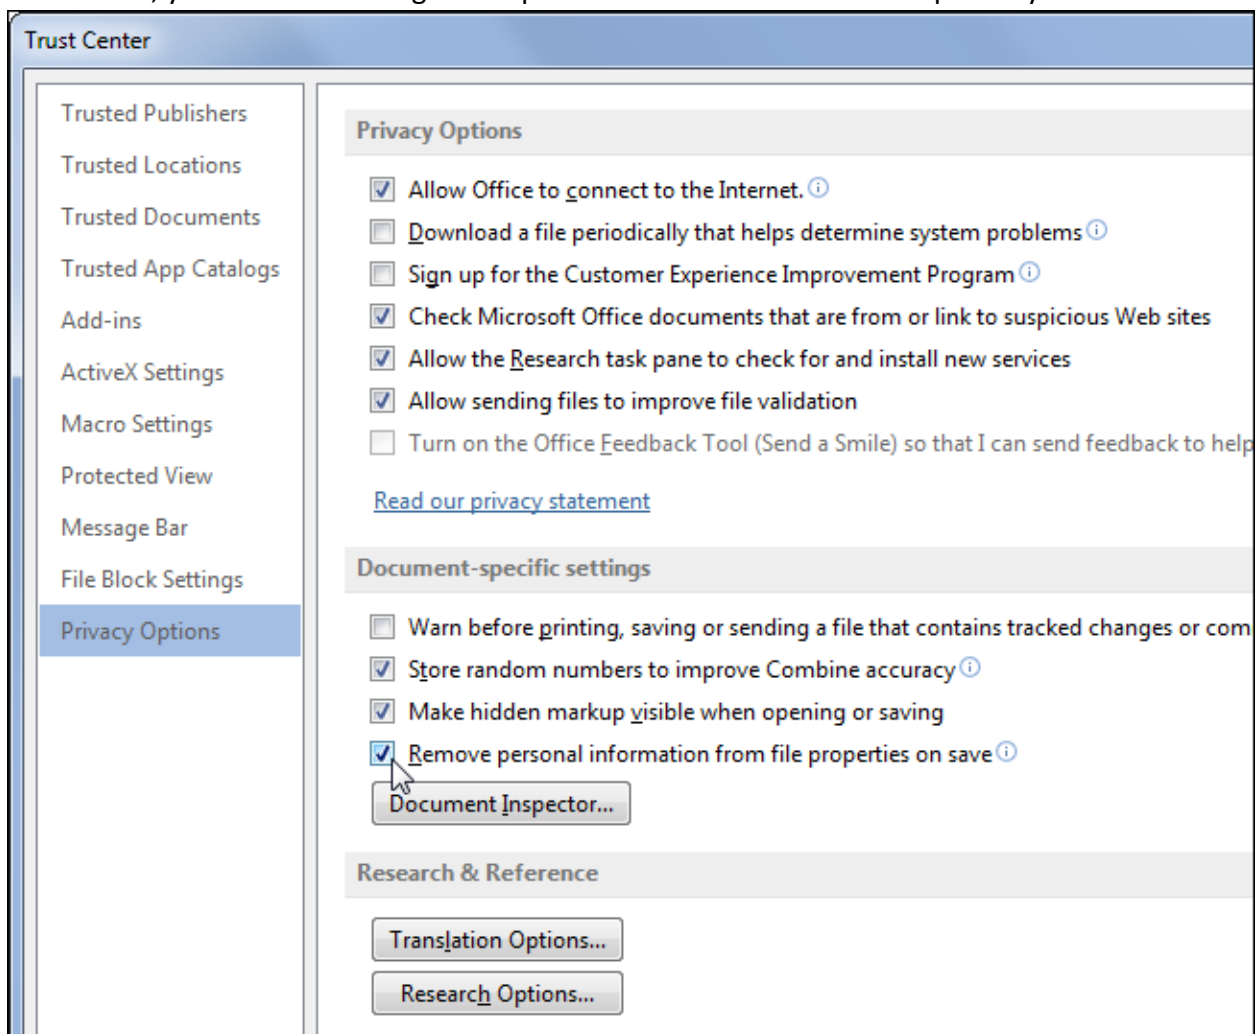 Trust Center
Trusted Publishers
Trusted Locations
Trusted Documents
Trusted App Catalogs
Add-ins
ActiveX Settings
Macro Settings
Protected View
Message Bar
File Block Settings
Privacy Options
Privacy Options
Allow Office to connect to the Internet.
Download a file periodically that helps determine system problems
Sign up for the Customer Experience Improvement Program
Check Microsoft Office documents that are from or link to suspicious Web sites
Allow the Research task pane to check for and install new services
Allow sending files to improve file validation
Turn on the Office Feedback Tool (Send a Smile) so that I can send feedback to help
Read our privacy statement
Document-specific settings
Warn before printing, saving or sending a file that contains tracked changes or com
Store random numbers to improve Combine accuracy
Make hidden markup visible when opening or saving
Remove personal information from file properties on save
Document Inspector...
Research & Reference
Translation Options...
Research Options...